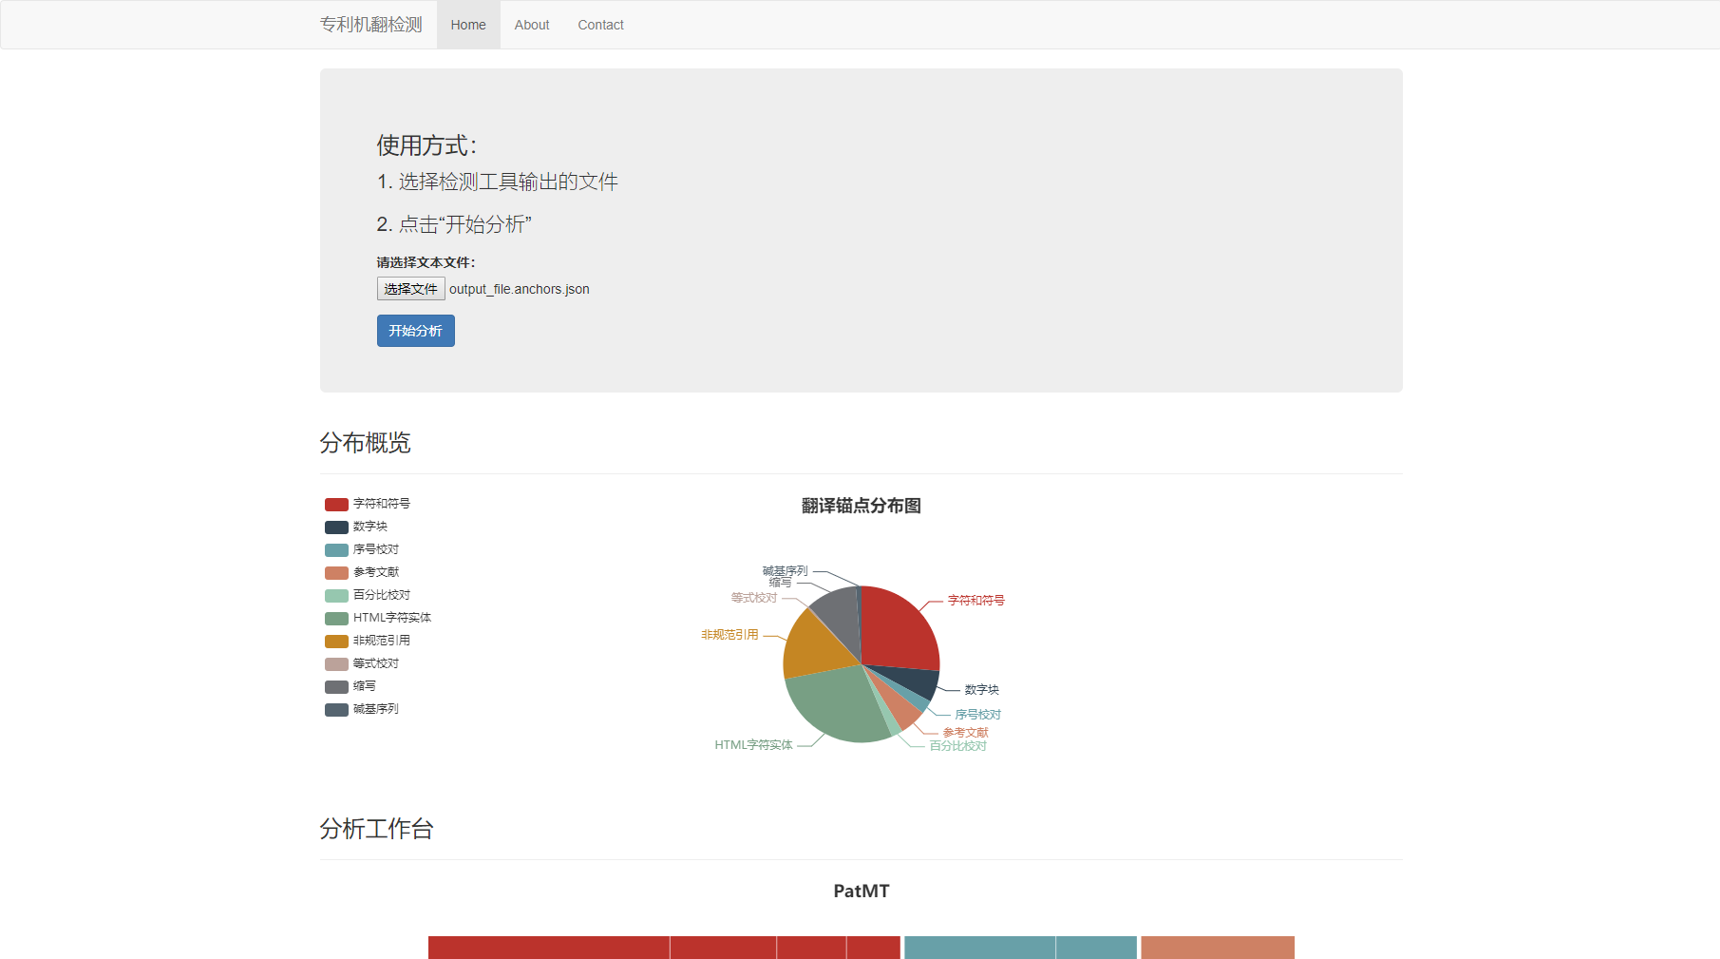 专利机翻检测 Home About Contact
使用方式：
1. 选择检测工具输出的文件
2. 点击“开始分析”
请选择文本文件：
选择文件 output_file.anchors.json
开始分析
分布概览
字符和符号
数字块
序号校对
参考文献
百分比校对
HTML字符实体
非规范引用
等式校对
缩写
碱基序列
翻译锚点分布图
碱基序列
缩写
等式校对
字符和符号
非规范引用
数字块
序号校对
参考文献
HTML字符实体
百分比校对
分析工作台
PatMT